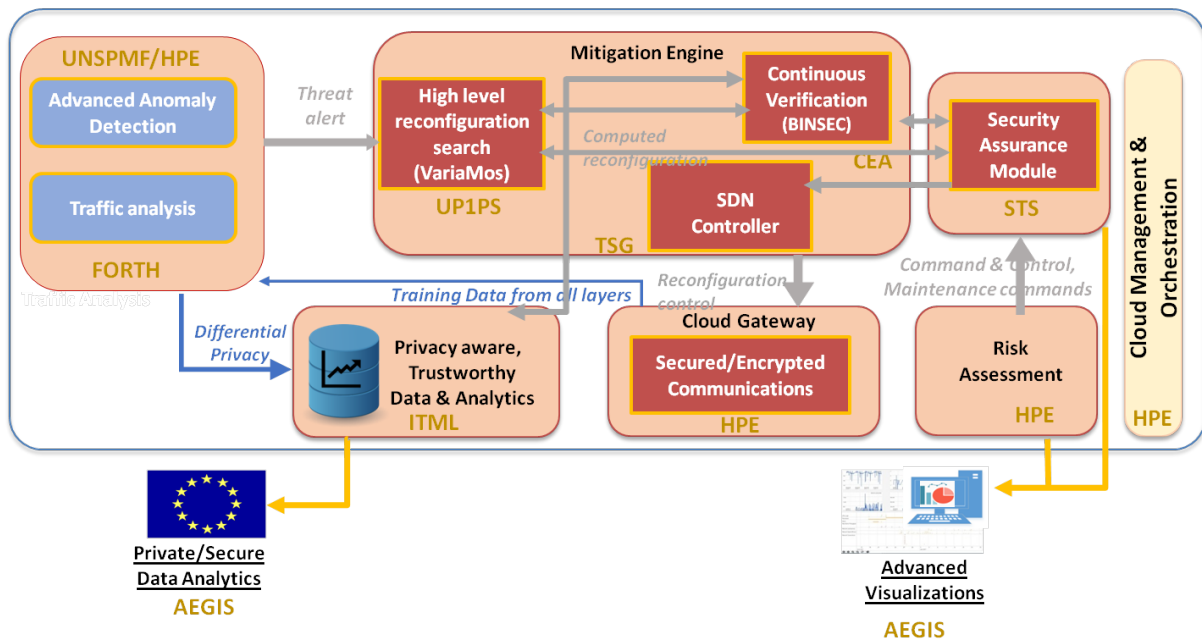 UNSPMF/HPE
Advanced Anomaly
Detection
Traffic analysis
FORTH
Traffic Analysis
Threat
alert
Mitigation Engine
High level
reconfiguration
search
(VariaMos)
UP1PS
Continuous
Verification
(BINSEC)
CEA
Computed
reconfiguration
SDN
Controller
TSG
Security
Assurance
Module
STS
Cloud Management &
Orchestration
HPE
Differential
Privacy
Training Data from all layers
Reconfiguration
control
Command & Control,
Maintenance commands
Privacy aware,
Trustworthy
Data & Analytics
ITML
Cloud Gateway
Secured/Encrypted
Communications
HPE
Risk
Assessment
HPE
Private/Secure
Data Analytics
AEGIS
Advanced
Visualizations
AEGIS